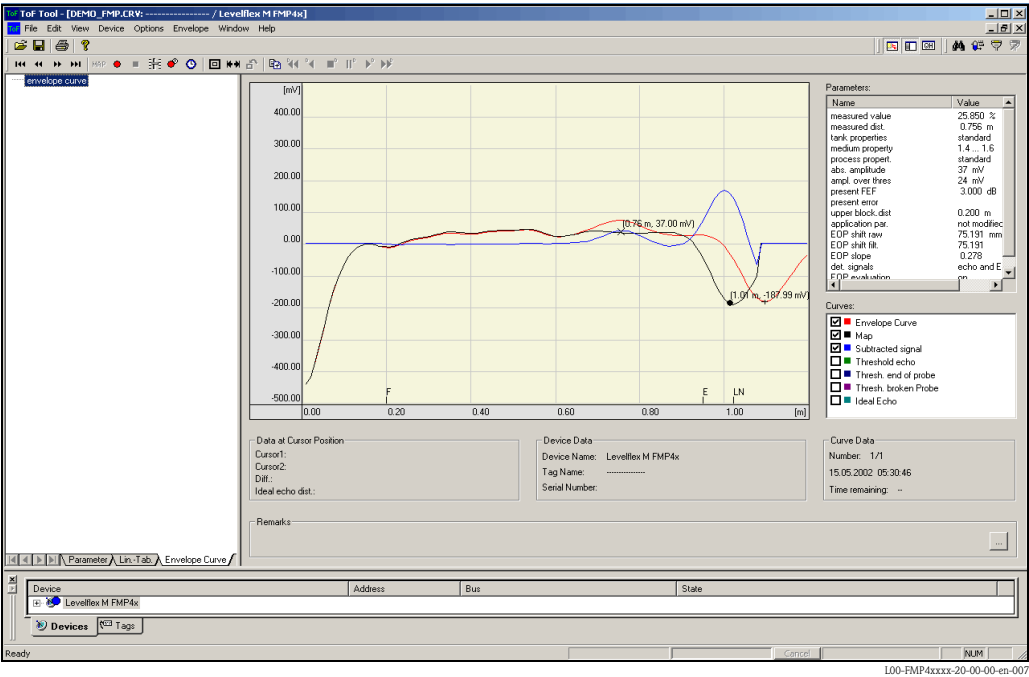 ToF Tool - [DEMO_FMP.CRV: --------------- / Levelflex M FMP4x]
File Edit View Device Options Envelope Window Help
MAP
envelope curve
[mV]
400.00
300.00
200.00
100.00
0.00
-100.00
-200.00
-300.00
-400.00
-500.00
(0.76 m, 37.00 mV)
(1.01 m, -187.99 mV)
F E LN
0.00 0.20 0.40 0.60 0.80 1.00 [m]
Parameters:
Name Value
measured value 25.850 %
measured dist. 0.756 m
tank properties standard
medium property 1.4 ... 1.6
process propert. standard
abs. amplitude 37 mV
ampl. over thres 24 mV
present FEF 3.000 dB
present error
upper block.dist 0.200 m
application par. not modifiec
EOP shift raw 75.191 mm
EOP shift filt. 75.191
EOP slope 0.278
det. signals echo and E
EOP evaluation on
Curves:
Envelope Curve
Map
Subtracted signal
Threshold echo
Thresh. end of probe
Thresh. broken Probe
Ideal Echo
Data at Cursor Position
Cursor1:
Cursor2:
Diff.:
Ideal echo dist.:
Device Data
Device Name: Levelflex M FMP4x
Tag Name: ---------------
Serial Number:
Curve Data
Number: 1/1
15.05.2002 05:30:46
Time remaining: --
Remarks
...
Parameter Lin.-Tab. Envelope Curve
Device Address Bus State
Levelflex M FMP4x
Devices Tags
Ready Cancel NUM
L00-FMP4xxxx-20-00-00-en-007